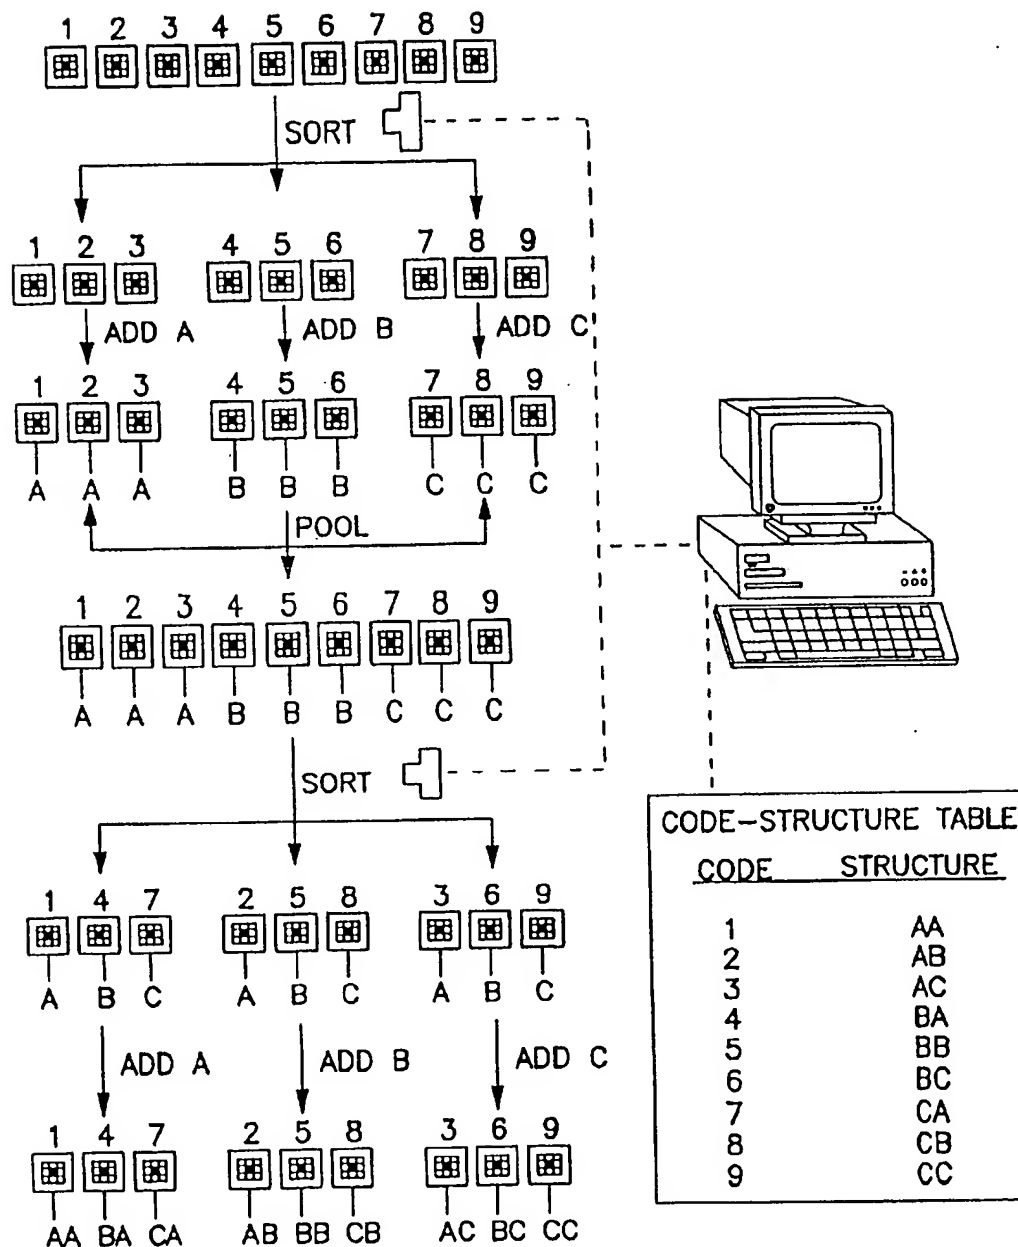 1 2 3 4 5 6 7 8 9
SORT
1 2 3 4 5 6 7 8 9
ADD A ADD B ADD C
1 2 3 4 5 6 7 8 9
A A A B B B C C C
POOL
1 2 3 4 5 6 7 8 9
A A A B B B C C C
SORT
1 4 7 2 5 8 3 6 9
A B C A B C A B C
ADD A ADD B ADD C
1 4 7 2 5 8 3 6 9
AA BA CA AB BB CB AC BC CC
CODE-STRUCTURE TABLE
CODE STRUCTURE
1 AA
2 AB
3 AC
4 BA
5 BB
6 BC
7 CA
8 CB
9 CC